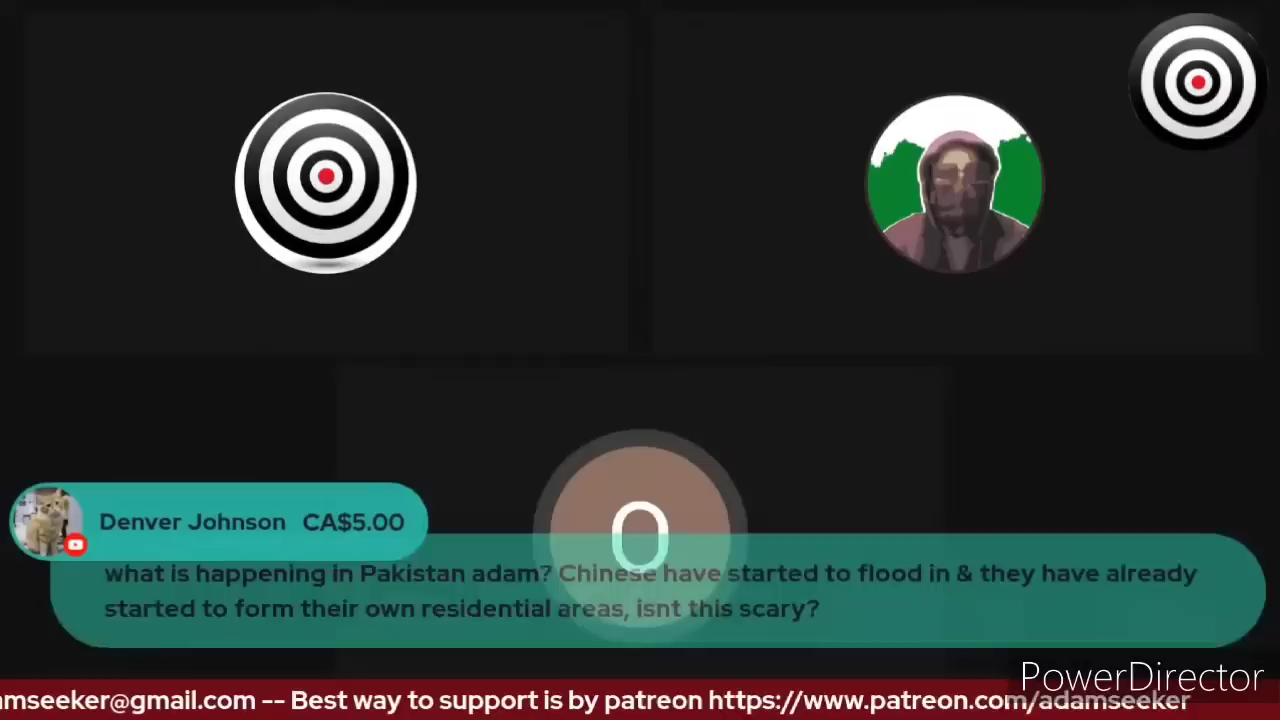 O
Denver Johnson CA$5.00
what is happening in Pakistan adam? Chinese have started to flood in & they have already
started to form their own residential areas, isnt this scary?
PowerDirector
amseeker@gmail.com -- Best way to support is by patreon https://www.patreon.com/adamseeker